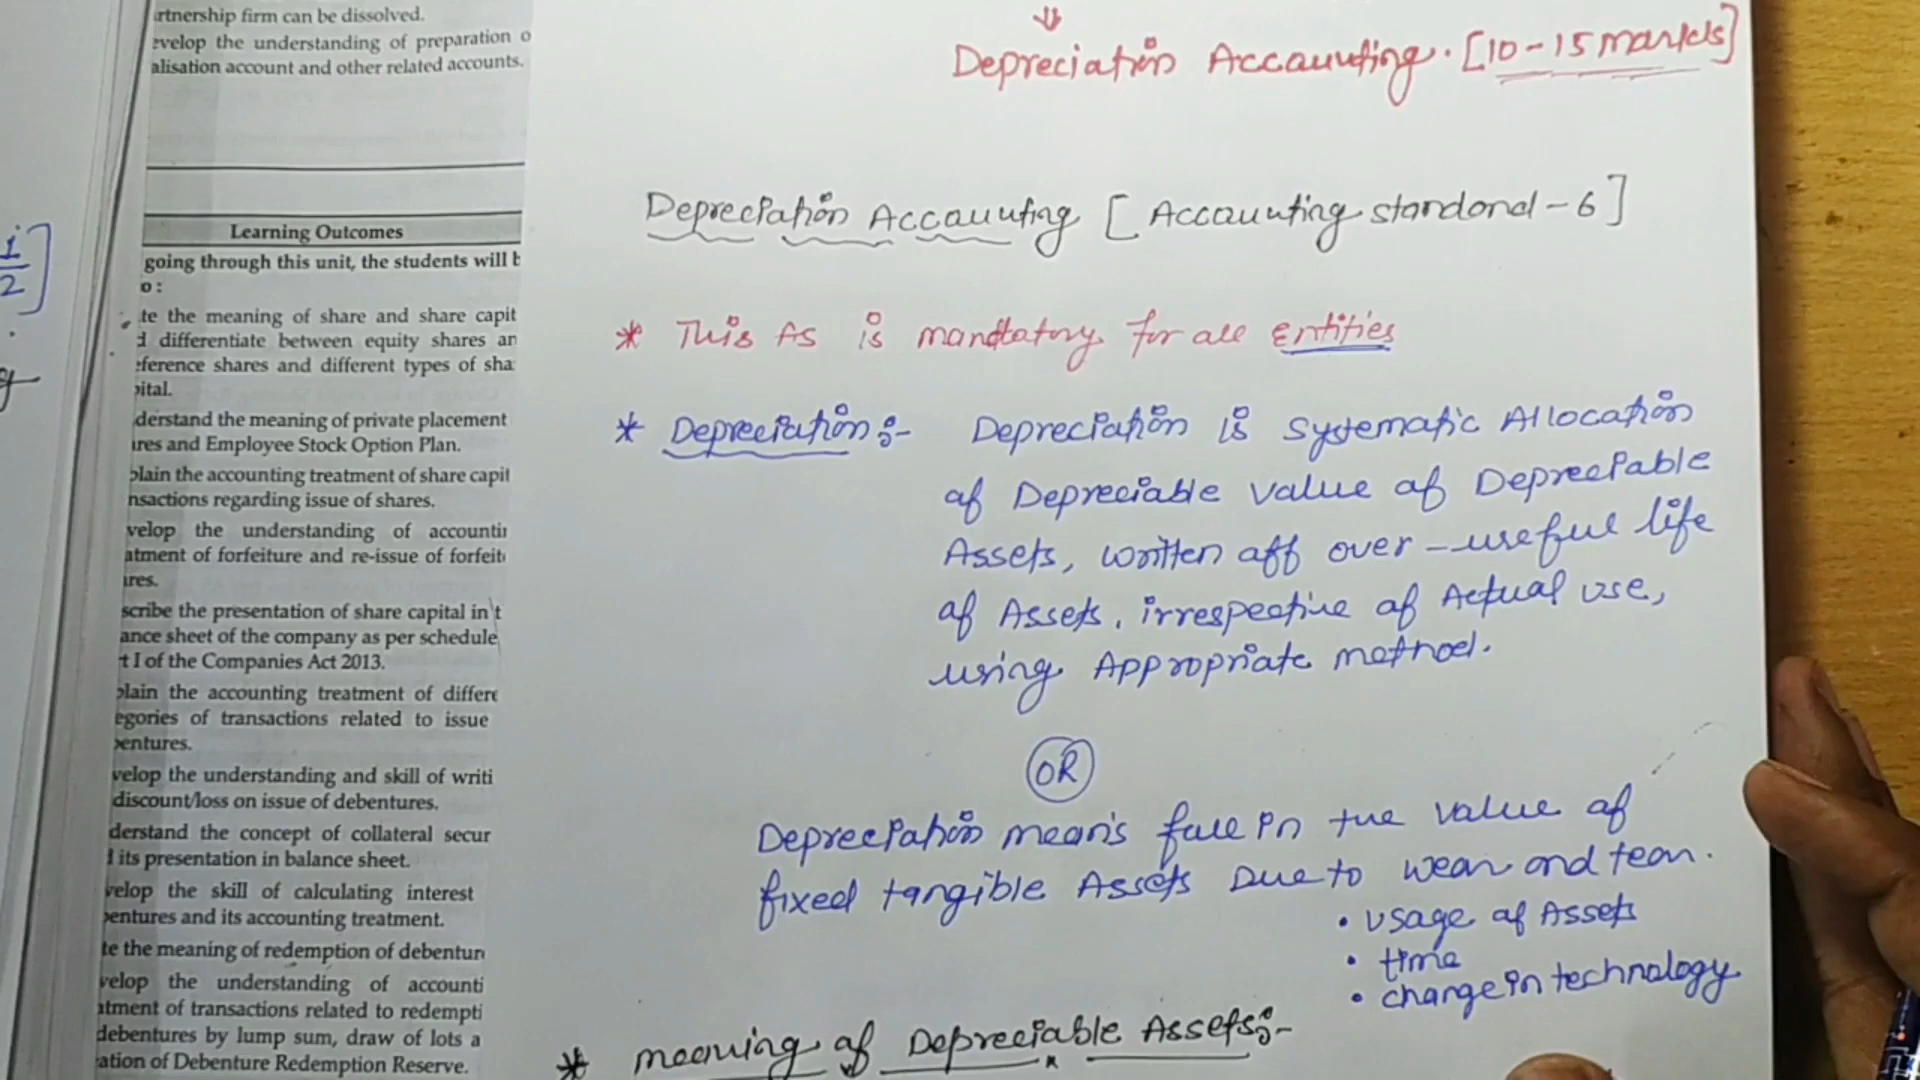 rtnership firm can be dissolved.
evelop the understanding of preparation o
alisation account and other related accounts.
Learning Outcomes
going through this unit, the students will b
o:
te the meaning of share and share capit
d differentiate between equity shares an
eference shares and different types of sha
pital.
derstand the meaning of private placement
ares and Employee Stock Option Plan.
plain the accounting treatment of share capit
nsactions regarding issue of shares.
velop the understanding of accountin
atment of forfeiture and re-issue of forfeite
ares.
scribe the presentation of share capital in t
ance sheet of the company as per schedule
t I of the Companies Act 2013.
plain the accounting treatment of differe
egories of transactions related to issue
entures.
velop the understanding and skill of writi
discount/loss on issue of debentures.
derstand the concept of collateral secur
its presentation in balance sheet.
velop the skill of calculating interest
entures and its accounting treatment.
te the meaning of redemption of debentur
velop the understanding of accounti
atment of transactions related to redempti
debentures by lump sum, draw of lots a
ation of Debenture Redemption Reserve.
1/2]
Depreciation Accounting. [10-15 marks]
Depreciation Accounting [Accounting standard - 6]
* This As is mandatory for all Entities
* Depreciation :- Depreciation is systematic Allocation
of Depreciable value of Depreciable
Assets, written off over - useful life
of Assets, irrespective of Actual use,
using Appropriate method.
OR
Depreciation mean's fall in the value of
fixed tangible Assets Due to wear and tear.
• usage of Assets
• time
• change in technology
* meaning of Depreciable Assets:-